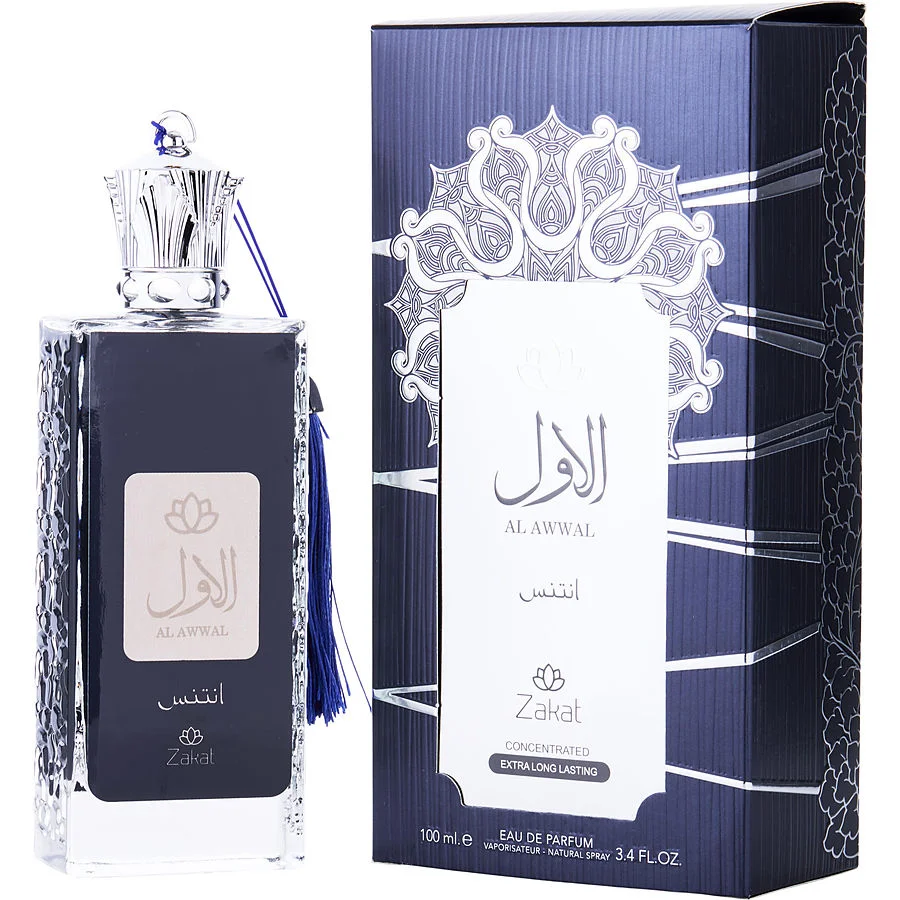 الاول
AL AWWAL
انتنس
Zakat
الاول
AL AWWAL
انتنس
Zakat
CONCENTRATED
EXTRA LONG LASTING
100 ml.e EAU DE PARFUM 3.4 FL.OZ.
VAPORISATEUR - NATURAL SPRAY